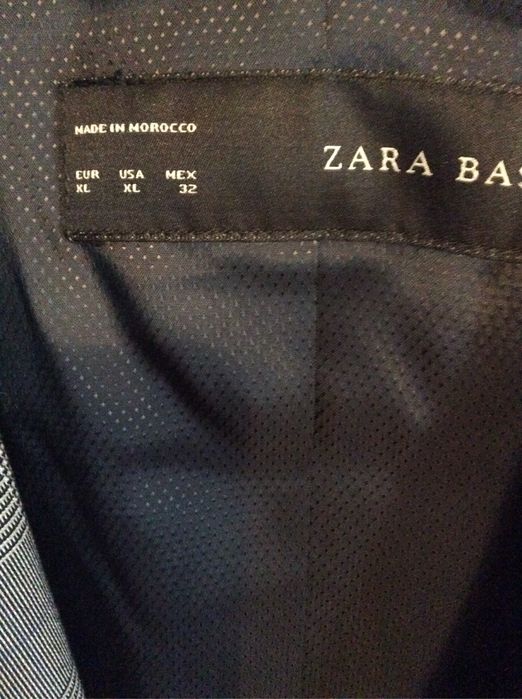 MADE IN MOROCCO
EUR USA MEX
XL XL 32
ZARA BAS